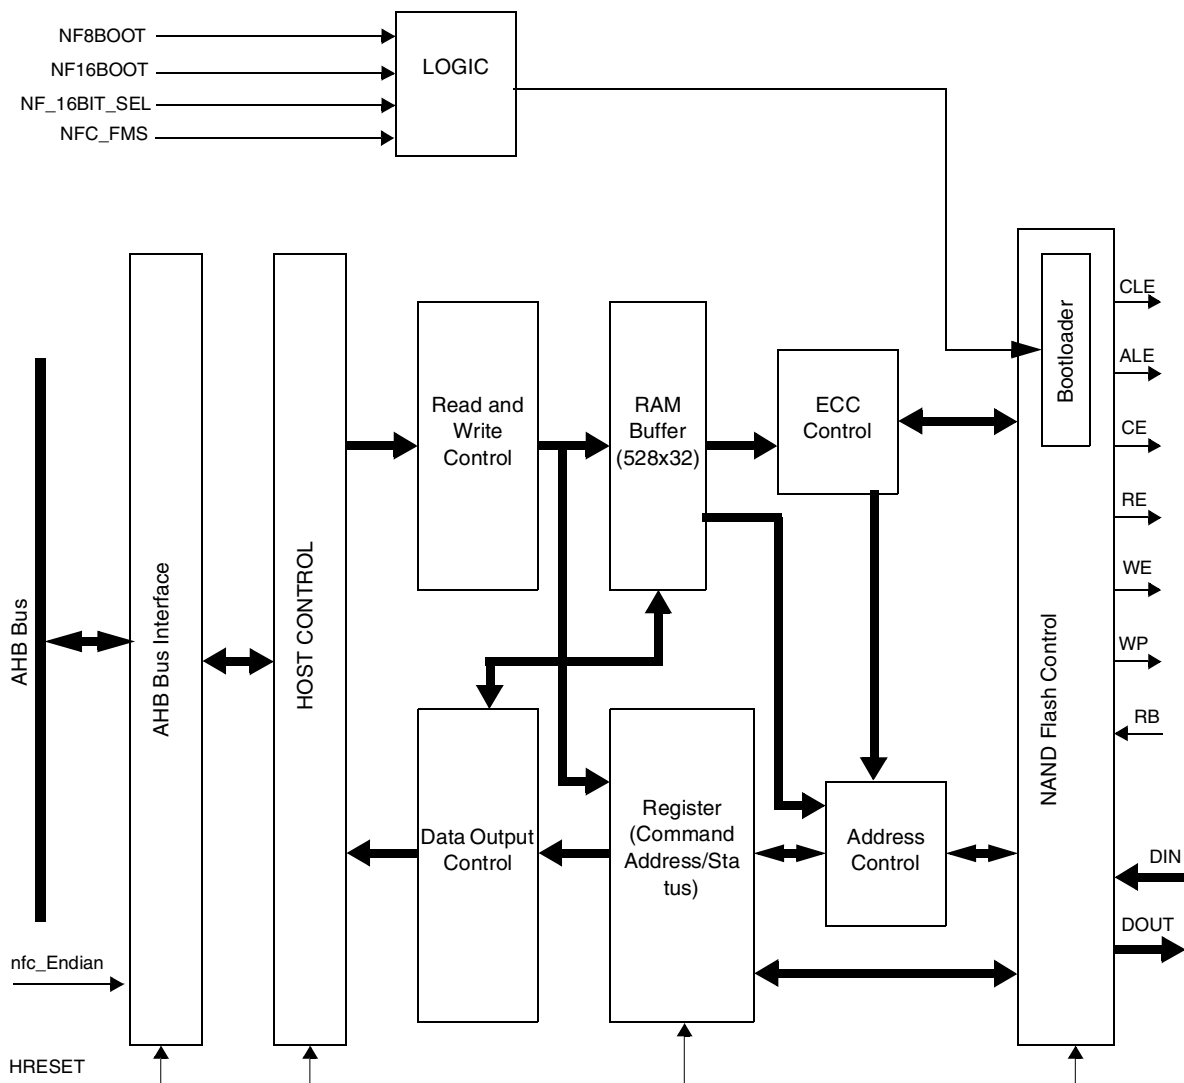 NF8BOOT
NF16BOOT
NF_16BIT_SEL
NFC_FMS
LOGIC
AHB Bus
AHB Bus Interface
HOST CONTROL
Read and
Write
Control
RAM
Buffer
(528x32)
ECC
Control
Bootloader
NAND Flash Control
CLE
ALE
CE
RE
WE
WP
RB
DIN
DOUT
Data Output
Control
Register
(Command
Address/Sta
tus)
Address
Control
nfc_Endian
HRESET